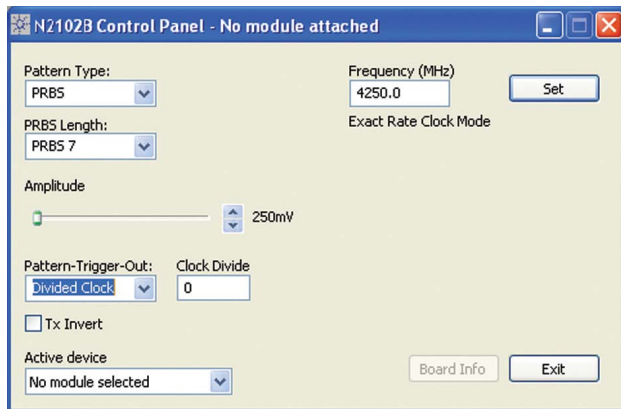 N2102B Control Panel - No module attached
Pattern Type:
PRBS
Frequency (MHz)
4250.0
Set
Exact Rate Clock Mode
PRBS Length:
PRBS 7
Amplitude
250mV
Pattern-Trigger-Out:
Clock Divide
Divided Clock
0
Tx Invert
Active device
No module selected
Board Info
Exit